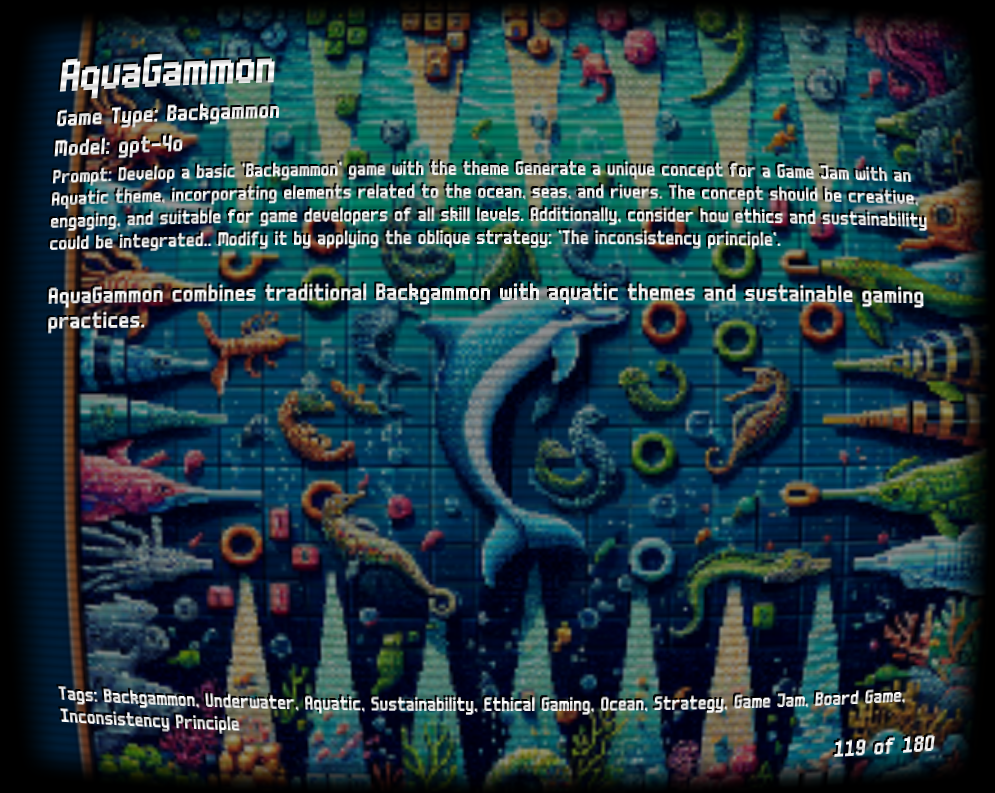 AquaGammon
Game Type: Backgammon
Model: gpt-4o
Prompt: Develop a basic 'Backgammon' game with the theme Generate a unique concept for a Game Jam with an
Aquatic theme, incorporating elements related to the ocean, seas, and rivers. The concept should be creative,
engaging, and suitable for game developers of all skill levels. Additionally, consider how ethics and sustainability
could be integrated.. Modify it by applying the oblique strategy: 'The inconsistency principle'.
AquaGammon combines traditional Backgammon with aquatic themes and sustainable gaming
practices.
Tags: Backgammon, Underwater, Aquatic, Sustainability, Ethical Gaming, Ocean, Strategy, Game Jam, Board Game,
Inconsistency Principle
119 of 180